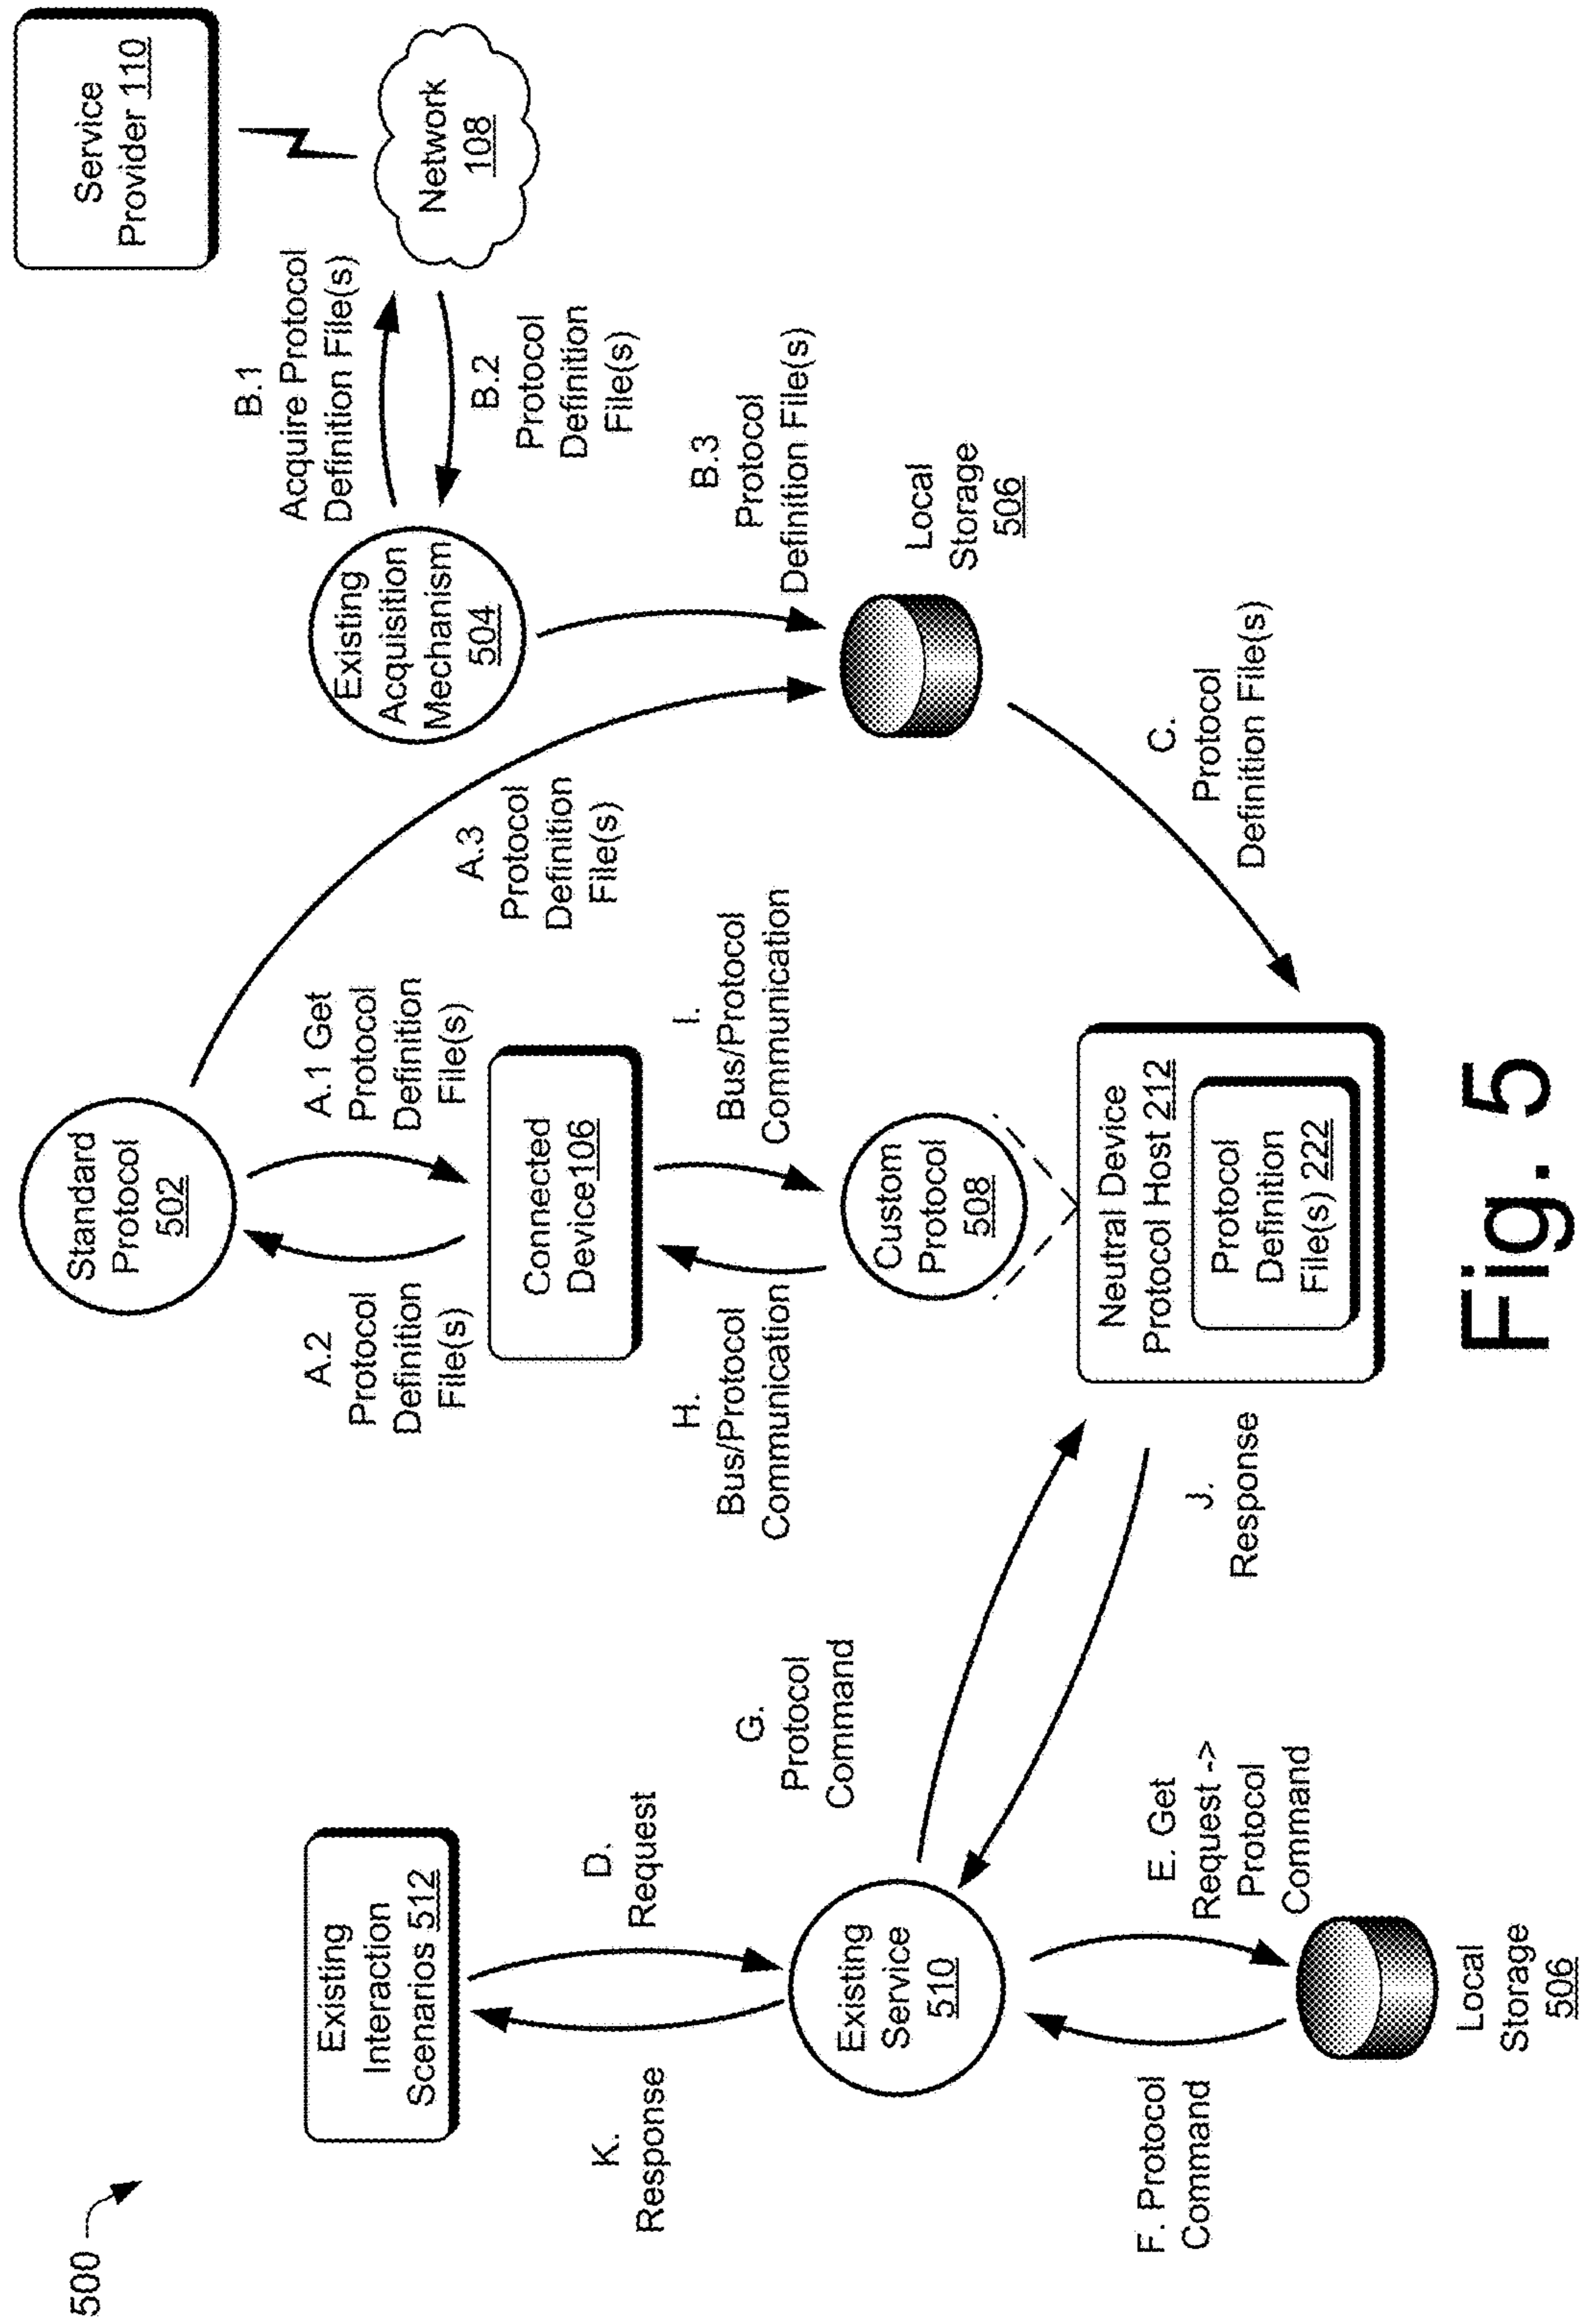 500
Existing
Interaction
Scenarios 512
K.
Response
D.
Request
Existing
Service
510
F. Protocol
Command
E. Get
Request ->
Protocol
Command
Local
Storage
506
G.
Protocol
Command
J.
Response
Standard
Protocol
502
A.2
Protocol
Definition
File(s)
A.1 Get
Protocol
Definition
File(s)
Connected
Device106
H.
Bus/Protocol
Communication
I.
Bus/Protocol
Communication
Custom
Protocol
508
Neutral Device
Protocol Host 212
Protocol
Definition
File(s) 222
A.3
Protocol
Definition
File(s)
Existing
Acquisition
Mechanism
504
B.1
Acquire Protocol
Definition File(s)
B.2
Protocol
Definition
File(s)
B.3
Protocol
Definition File(s)
Local
Storage
506
C.
Protocol
Definition File(s)
Service
Provider 110
Network
108
Fig. 5